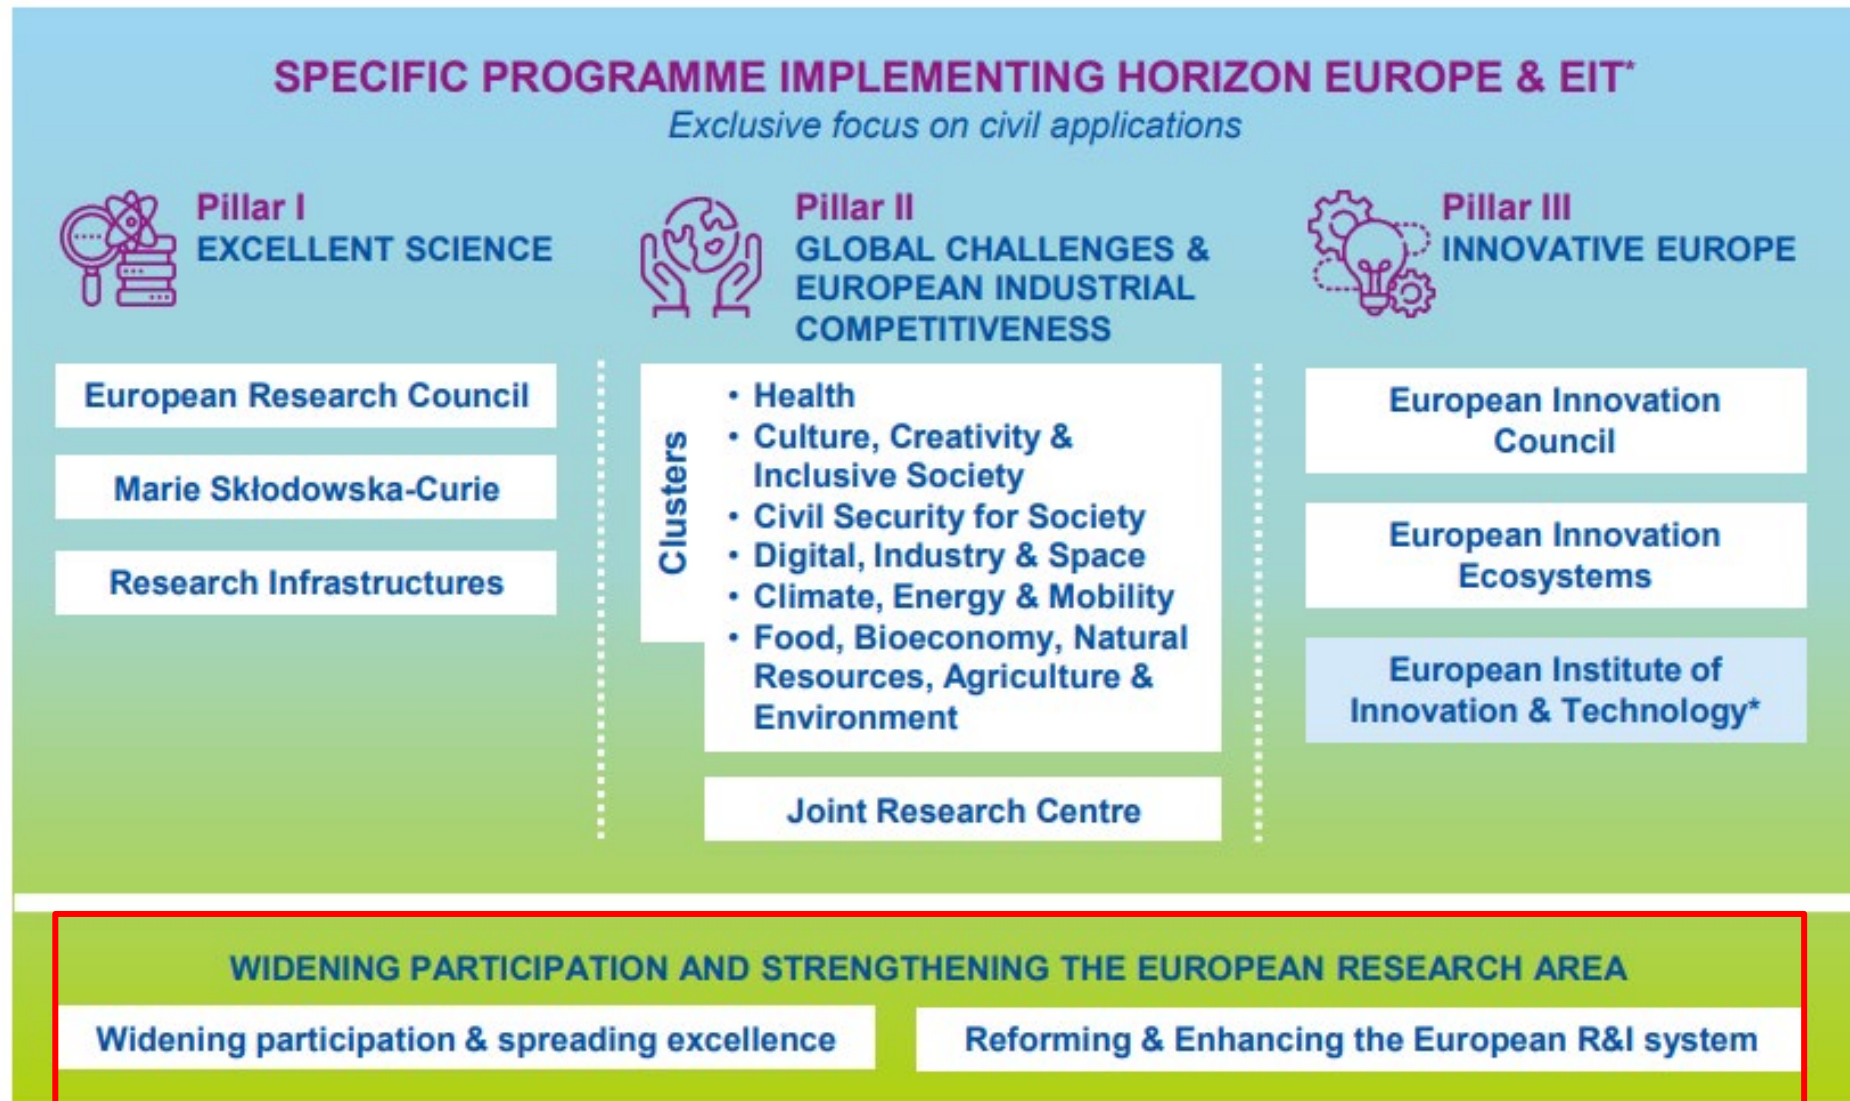 SPECIFIC PROGRAMME IMPLEMENTING HORIZON EUROPE & EIT*
Exclusive focus on civil applications
Pillar I
EXCELLENT SCIENCE
European Research Council
Marie Skłodowska-Curie
Research Infrastructures
Pillar II
GLOBAL CHALLENGES &
EUROPEAN INDUSTRIAL
COMPETITIVENESS
Clusters
• Health
• Culture, Creativity &
Inclusive Society
• Civil Security for Society
• Digital, Industry & Space
• Climate, Energy & Mobility
• Food, Bioeconomy, Natural
Resources, Agriculture &
Environment
Joint Research Centre
Pillar III
INNOVATIVE EUROPE
European Innovation
Council
European Innovation
Ecosystems
European Institute of
Innovation & Technology*
WIDENING PARTICIPATION AND STRENGTHENING THE EUROPEAN RESEARCH AREA
Widening participation & spreading excellence
Reforming & Enhancing the European R&I system